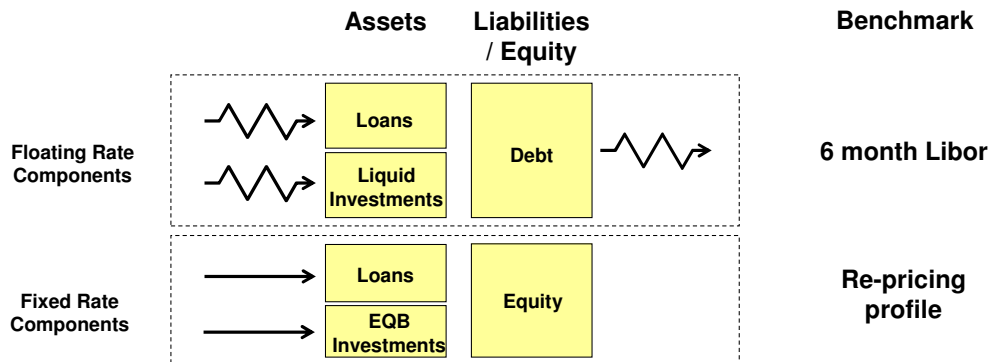 Assets
Liabilities
/ Equity
Benchmark
Floating Rate
Components
Loans
Liquid
Investments
Debt
6 month Libor
Fixed Rate
Components
Loans
EQB
Investments
Equity
Re-pricing
profile